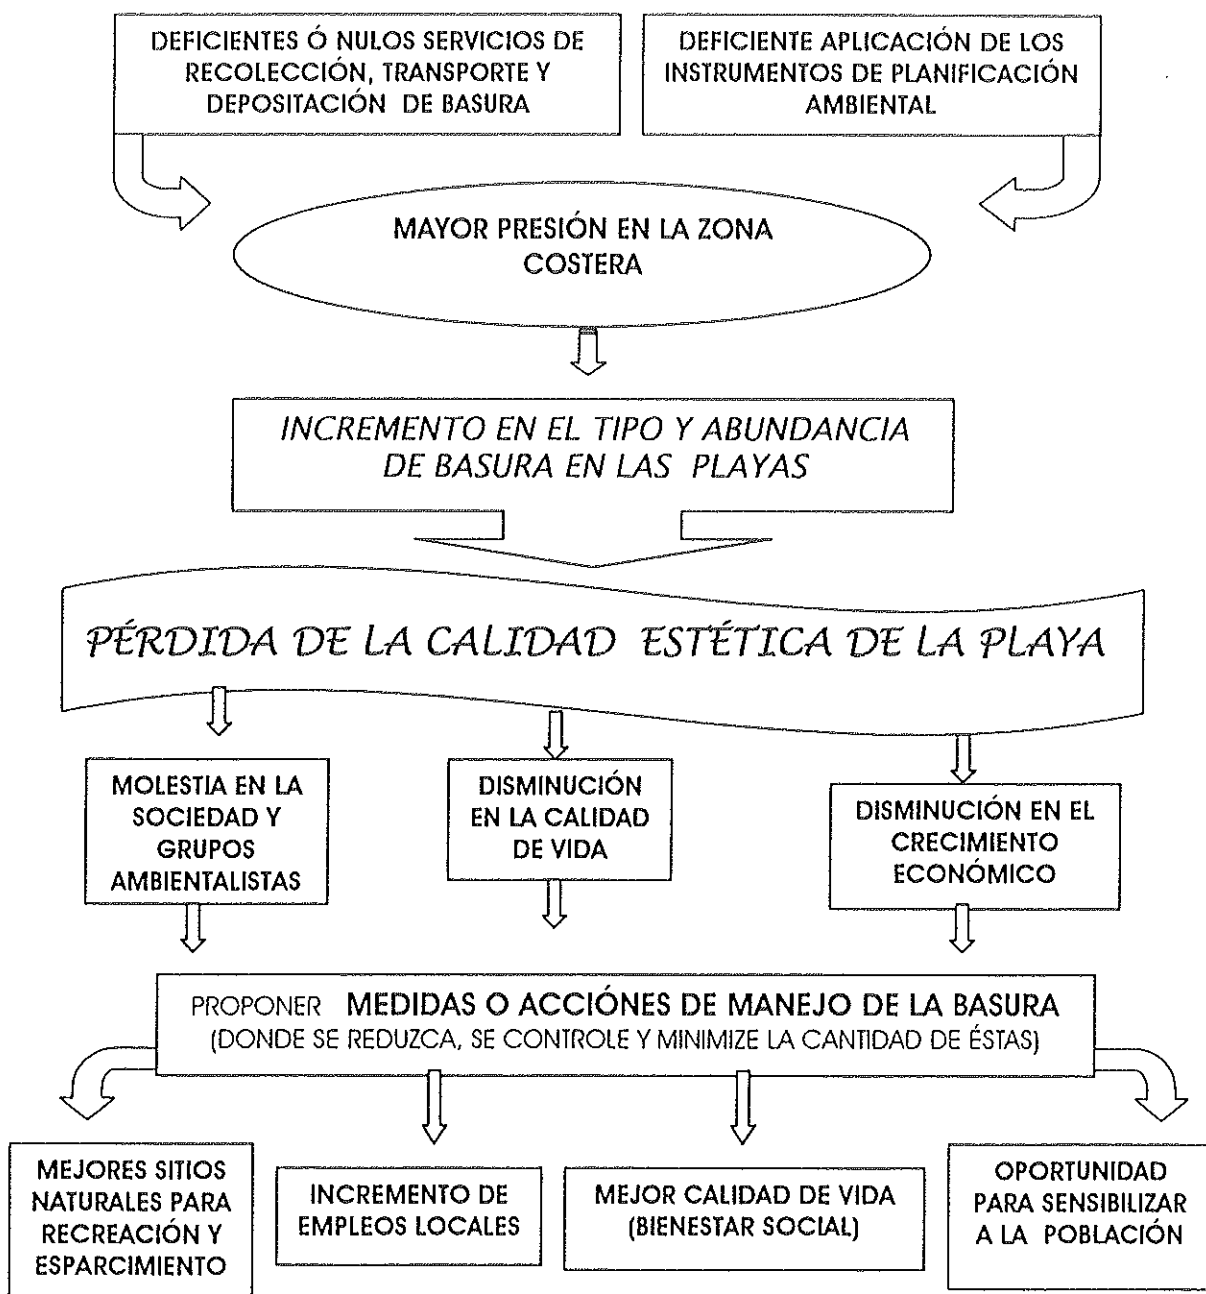 DEFICIENTES Ó NULOS SERVICIOS DE
RECOLECCIÓN, TRANSPORTE Y
DEPOSITACIÓN DE BASURA
DEFICIENTE APLICACIÓN DE LOS
INSTRUMENTOS DE PLANIFICACIÓN
AMBIENTAL
MAYOR PRESIÓN EN LA ZONA
COSTERA
INCREMENTO EN EL TIPO Y ABUNDANCIA
DE BASURA EN LAS PLAYAS
PÉRDIDA DE LA CALIDAD ESTÉTICA DE LA PLAYA
MOLESTIA EN LA
SOCIEDAD Y
GRUPOS
AMBIENTALISTAS
DISMINUCIÓN
EN LA CALIDAD
DE VIDA
DISMINUCIÓN EN EL
CRECIMIENTO
ECONÓMICO
PROPONER MEDIDAS O ACCIÓNES DE MANEJO DE LA BASURA
(DONDE SE REDUZCA, SE CONTROLE Y MINIMIZE LA CANTIDAD DE ÉSTAS)
MEJORES SITIOS
NATURALES PARA
RECREACIÓN Y
ESPARCIMIENTO
INCREMENTO DE
EMPLEOS LOCALES
MEJOR CALIDAD DE VIDA
(BIENESTAR SOCIAL)
OPORTUNIDAD
PARA SENSIBILIZAR
A LA POBLACIÓN